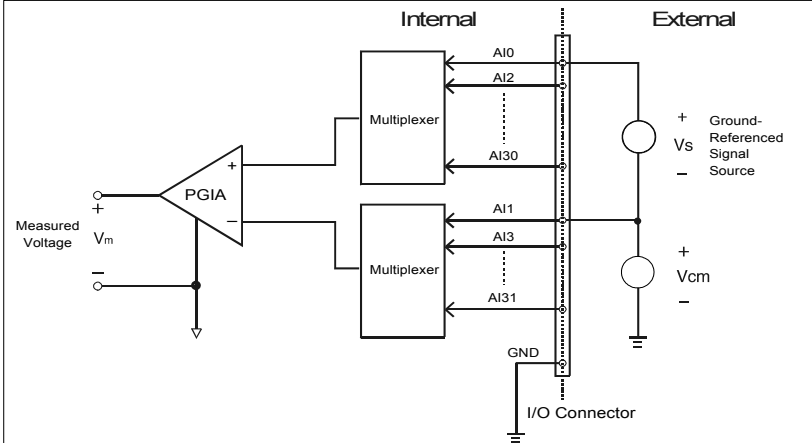 Internal
External
AI0
AI2
Multiplexer
AI30
+
PGIA
−
+
Vs
−
Ground-
Referenced
Signal
Source
Measured
Voltage
+
Vm
−
AI1
AI3
Multiplexer
AI31
+
Vcm
−
GND
I/O Connector